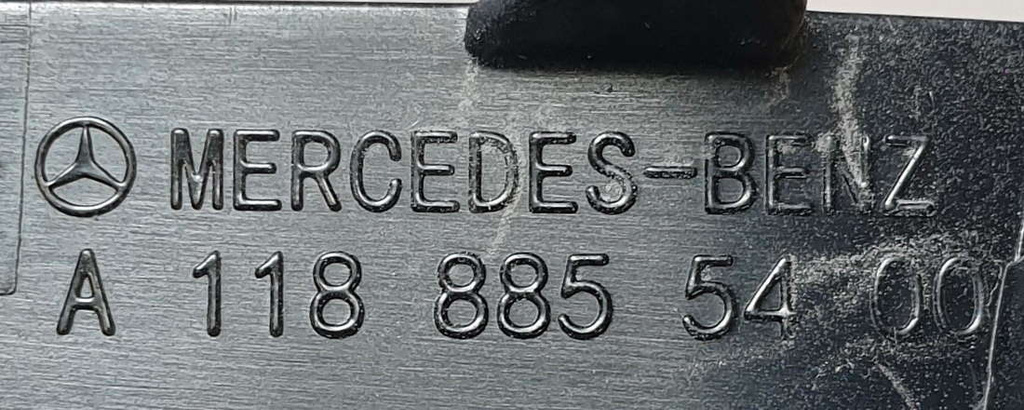 MERCEDES-BENZ
A 118 885 54 00